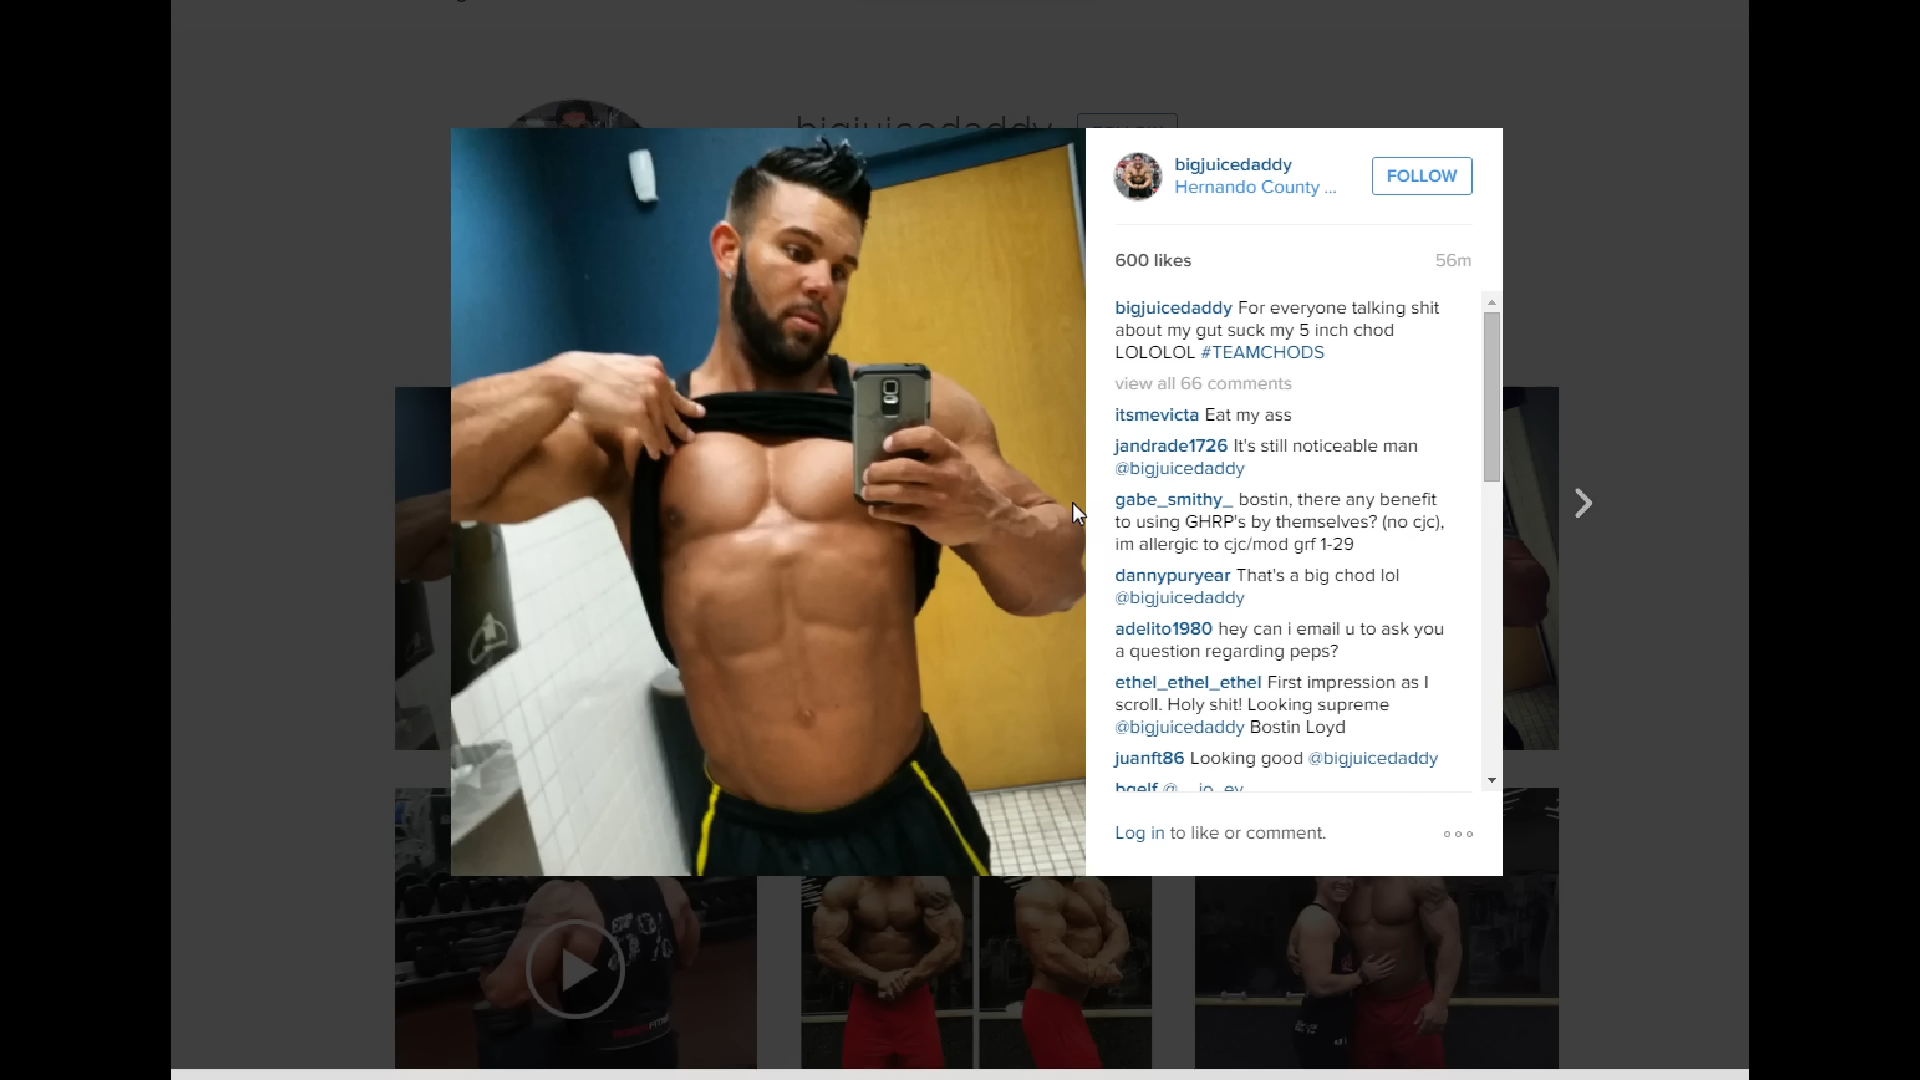 bigjuicedaddy
bigjuicedaddy
Hernando County ...
FOLLOW
600 likes
56m
bigjuicedaddy For everyone talking shit
about my gut suck my 5 inch chod
LOLOLOL #TEAMCHODS
view all 66 comments
itsmevicta Eat my ass
jandrade1726 It's still noticeable man
@bigjuicedaddy
gabe_smithy_ bostin, there any benefit
to using GHRP's by themselves? (no cjc),
im allergic to cjc/mod grf 1-29
dannypuryear That's a big chod lol
@bigjuicedaddy
adelito1980 hey can i email u to ask you
a question regarding peps?
ethel_ethel_ethel First impression as I
scroll. Holy shit! Looking supreme
@bigjuicedaddy Bostin Loyd
juanft86 Looking good @bigjuicedaddy
Log in to like or comment.